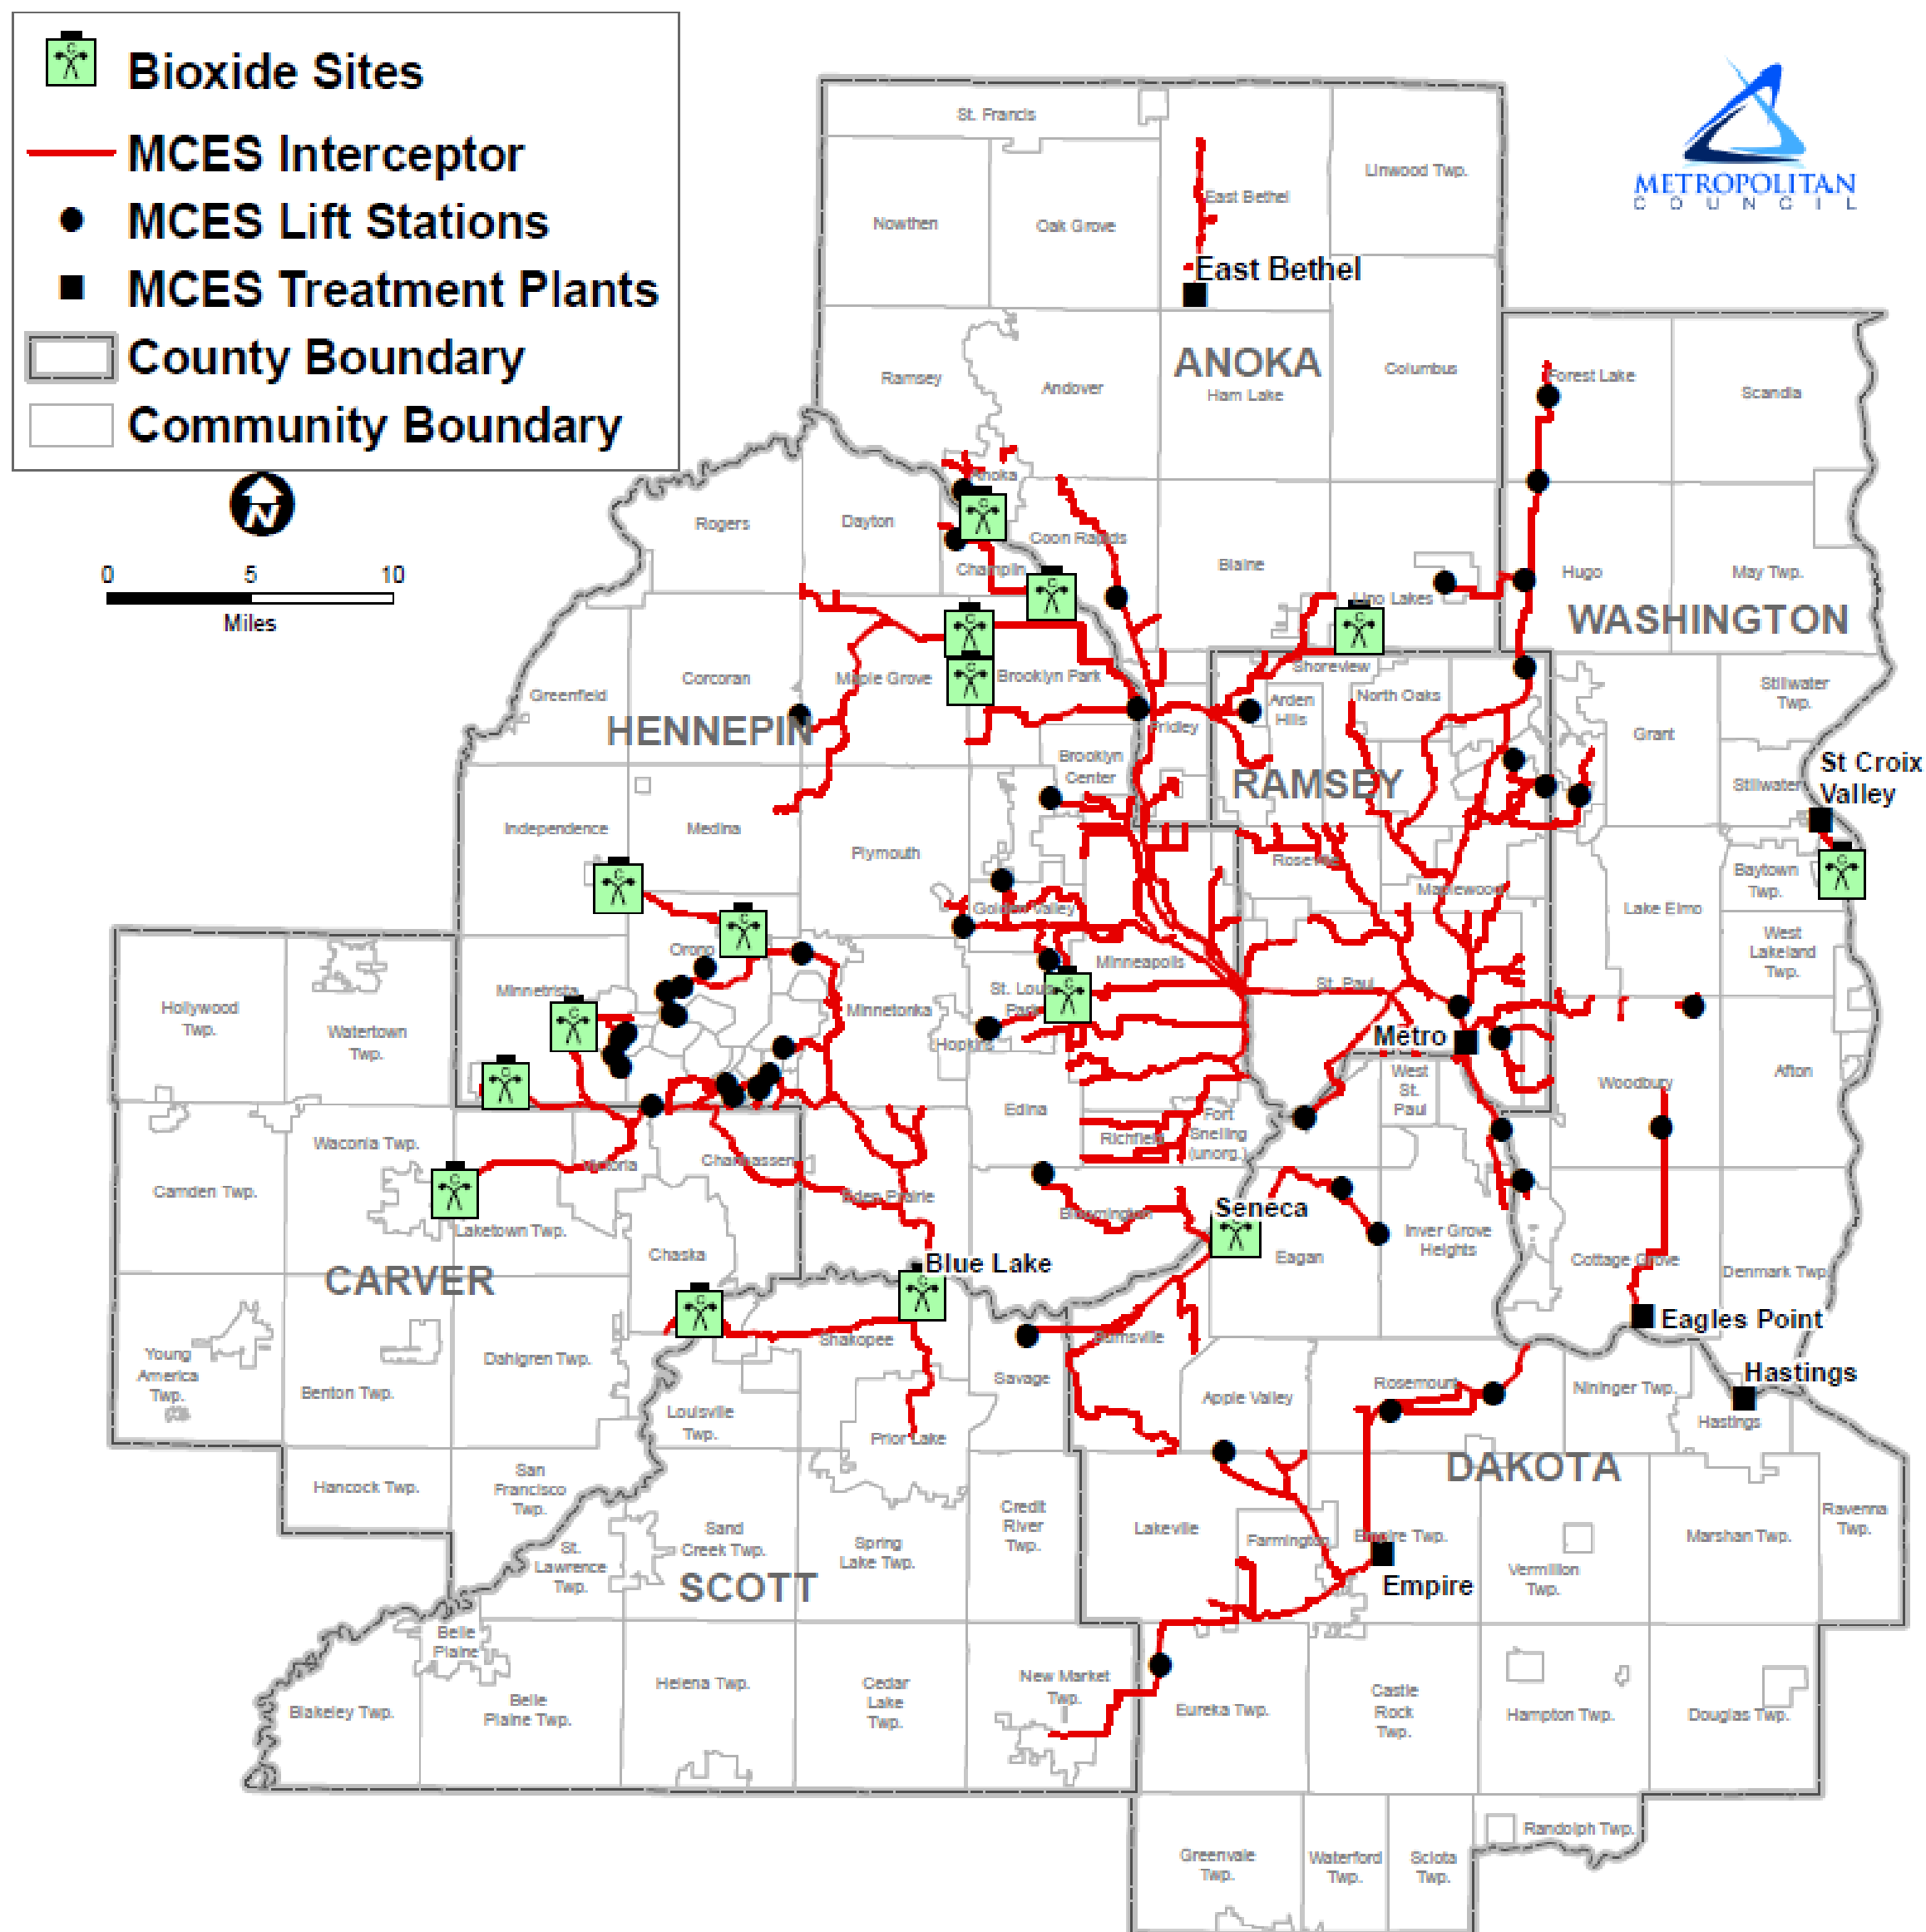 Bioxide Sites
MCES Interceptor
MCES Lift Stations
MCES Treatment Plants
County Boundary
Community Boundary
N
0 5 10
Miles
METROPOLITAN
COUNCIL
St. Francis
Linwood Twp.
East Bethel
Nowthen
Oak Grove
East Bethel
ANOKA
Ramsey
Andover
Ham Lake
Columbus
Forest Lake
Scandia
Anoka
Rogers
Dayton
Coon Rapids
Champlin
Blaine
Lino Lakes
Hugo
May Twp.
WASHINGTON
Greenfield
Corcoran
Maple Grove
Brooklyn Park
Shoreview
North Oaks
Arden
Hills
Stillwater
Twp.
HENNEPIN
Fridley
Grant
Brooklyn
Center
RAMSEY
St Croix
Valley
Stillwater
Independence
Medina
Plymouth
Roseville
Maplewood
Baytown
Twp.
Golden Valley
Lake Elmo
West
Lakeland
Twp.
Orono
Minneapolis
St. Paul
Minnetrista
St. Louis
Park
Minnetonka
Hopkins
Metro
Hollywood
Twp.
Watertown
Twp.
West
St.
Paul
Woodbury
Afton
Edina
Fort
Snelling
(unorg.)
Richfield
Waconia Twp.
Victoria
Chanhassen
Camden Twp.
Eden Prairie
Laketown Twp.
Bloomington
Seneca
Inver Grove
Heights
Chaska
Eagan
Blue Lake
Cottage Grove
Denmark Twp.
CARVER
Eagles Point
Shakopee
Burnsville
Young
America
Twp.
Dahlgren Twp.
Benton Twp.
Savage
Apple Valley
Rosemount
Nininger Twp.
Hastings
Hastings
Louisville
Twp.
Prior Lake
DAKOTA
Hancock Twp.
San
Francisco
Twp.
Credit
River
Twp.
Ravenna
Twp.
Sand
Creek Twp.
Spring
Lake Twp.
Lakeville
Farmington
Empire Twp.
Marshan Twp.
St.
Lawrence
Twp.
SCOTT
Empire
Vermillion
Twp.
Belle
Plaine
Helena Twp.
Cedar
Lake
Twp.
New Market
Twp.
Blakeley Twp.
Belle
Plaine Twp.
Eureka Twp.
Castle
Rock
Twp.
Hampton Twp.
Douglas Twp.
Randolph Twp.
Greenvale
Twp.
Waterford
Twp.
Sciota
Twp.